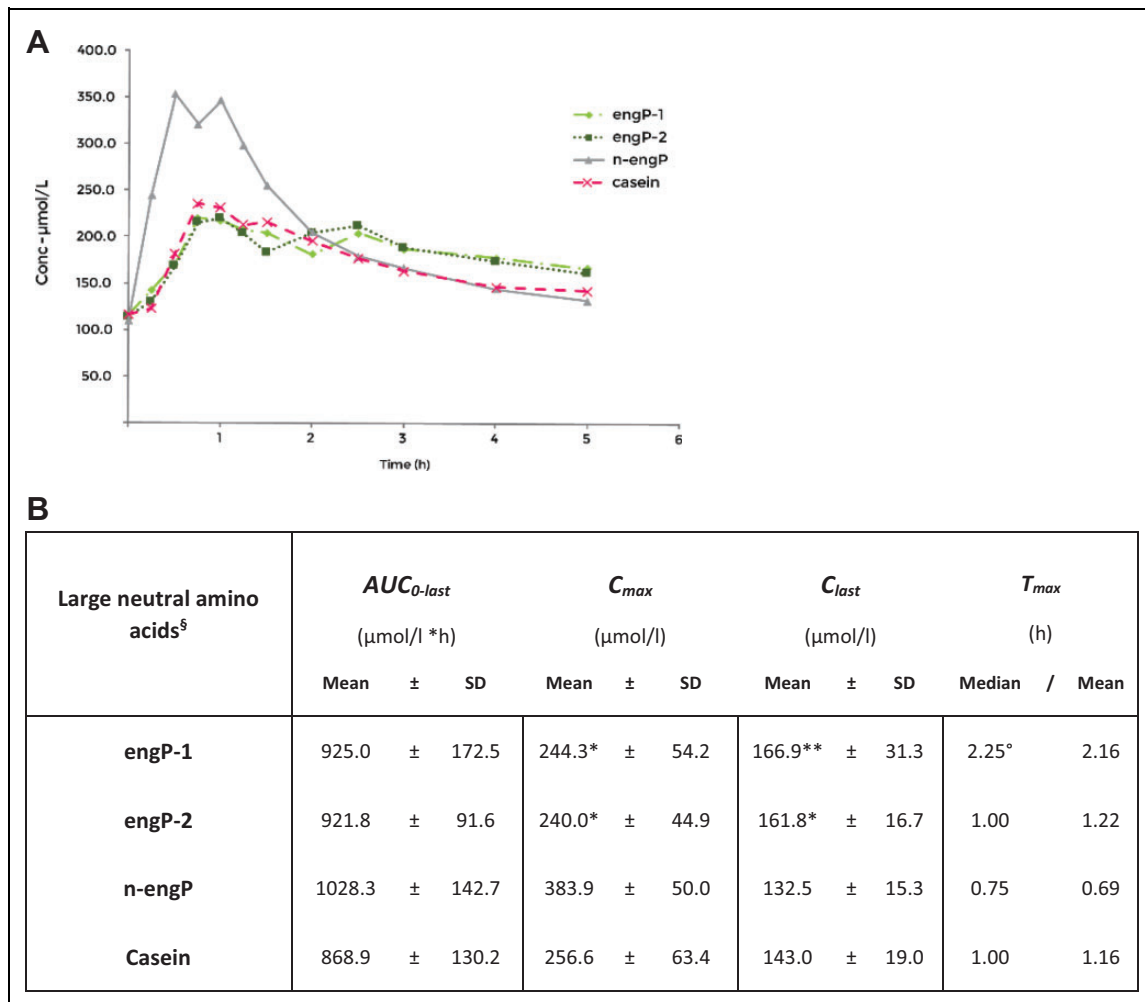 A
400.0
350.0
300.0
250.0
200.0
150.0
100.0
50.0
Conc-μmol/L
1 2 3 4 5 6
Time (h)
engP-1
engP-2
n-engP
casein
B
Large neutral amino acids§ AUC0-last Cmax Clast Tmax
(μmol/l *h) (μmol/l) (μmol/l) (h)
Mean ± SD Mean ± SD Mean ± SD Median / Mean
engP-1 925.0 ± 172.5 244.3* ± 54.2 166.9** ± 31.3 2.25° 2.16
engP-2 921.8 ± 91.6 240.0* ± 44.9 161.8* ± 16.7 1.00 1.22
n-engP 1028.3 ± 142.7 383.9 ± 50.0 132.5 ± 15.3 0.75 0.69
Casein 868.9 ± 130.2 256.6 ± 63.4 143.0 ± 19.0 1.00 1.16